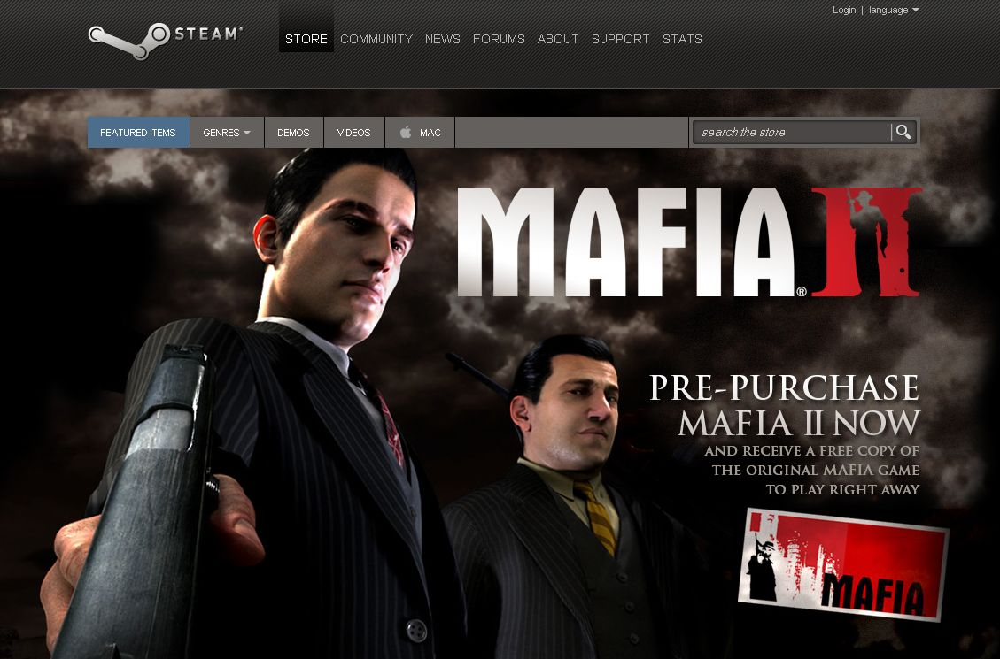 Login | language
STEAM
STORE COMMUNITY NEWS FORUMS ABOUT SUPPORT STATS
FEATURED ITEMS GENRES DEMOS VIDEOS MAC search the store
MAFIA II®
PRE-PURCHASE
MAFIA II NOW
AND RECEIVE A FREE COPY OF
THE ORIGINAL MAFIA GAME
TO PLAY RIGHT AWAY
MAFIA